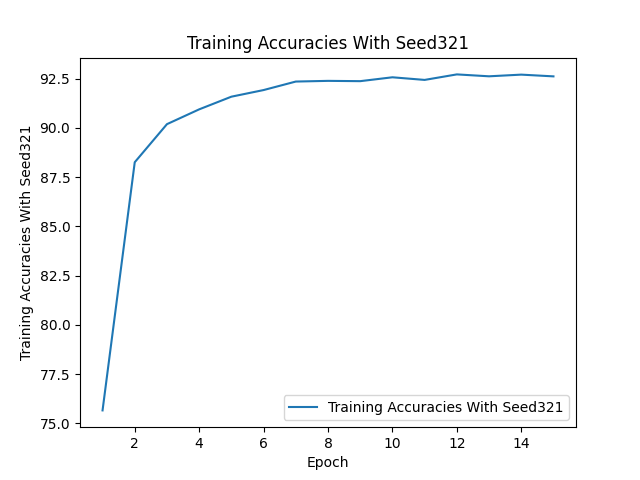 Training Accuracies With Seed321
Training Accuracies With Seed321
92.5
90.0
87.5
85.0
82.5
80.0
77.5
75.0
Training Accuracies With Seed321
2 4 6 8 10 12 14
Epoch